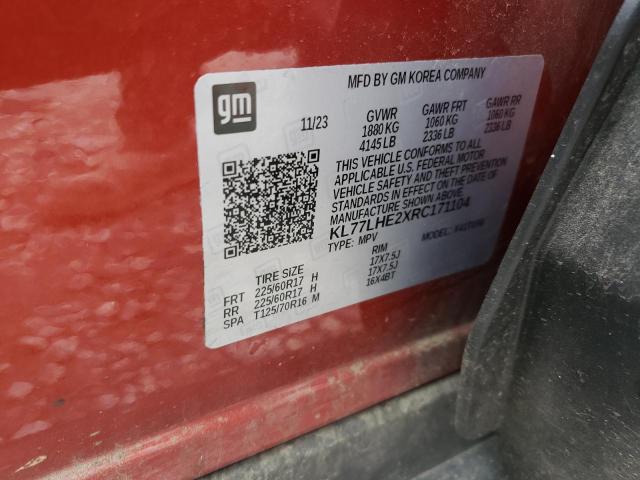 MFD BY GM KOREA COMPANY
gm
11/23
GVWR GAWR FRT GAWR RR
1880 KG 1060 KG 1060 KG
4145 LB 2336 LB 2336 LB
THIS VEHICLE CONFORMS TO ALL
APPLICABLE U.S. FEDERAL MOTOR
VEHICLE SAFETY AND THEFT PREVENTION
STANDARDS IN EFFECT ON THE DATE OF
MANUFACTURE SHOWN ABOVE.
KL77LHE2XRC171104
TYPE: MPV MODEL:
TIRE SIZE RIM
FRT 225/60R17 H 17X7.5J
RR 225/60R17 H 17X7.5J
SPA T125/70R16 M 16X4BT